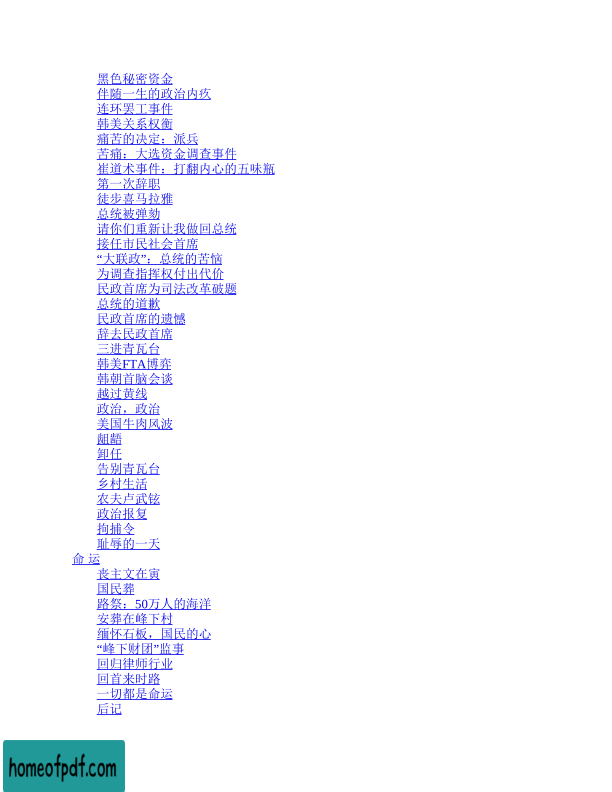 黑色秘密资金
伴随一生的政治内疚
连环罢工事件
韩美关系权衡
痛苦的决定：派兵
苦痛：大选资金调查事件
崔道术事件：打翻内心的五味瓶
第一次辞职
徒步喜马拉雅
总统被弹劾
请你们重新让我做回总统
接任市民社会首席
“大联政”：总统的苦恼
为调查指挥权付出代价
民政首席为司法改革破题
总统的道歉
民政首席的遗憾
辞去民政首席
三进青瓦台
韩美FTA博弈
韩朝首脑会谈
越过黄线
政治，政治
美国牛肉风波
龃龉
卸任
告别青瓦台
乡村生活
农夫卢武铉
政治报复
拘捕令
耻辱的一天
命 运
丧主文在寅
国民葬
路祭：50万人的海洋
安葬在峰下村
缅怀石板，国民的心
“峰下财团”监事
回归律师行业
回首来时路
一切都是命运
后记
homeofpdf.com